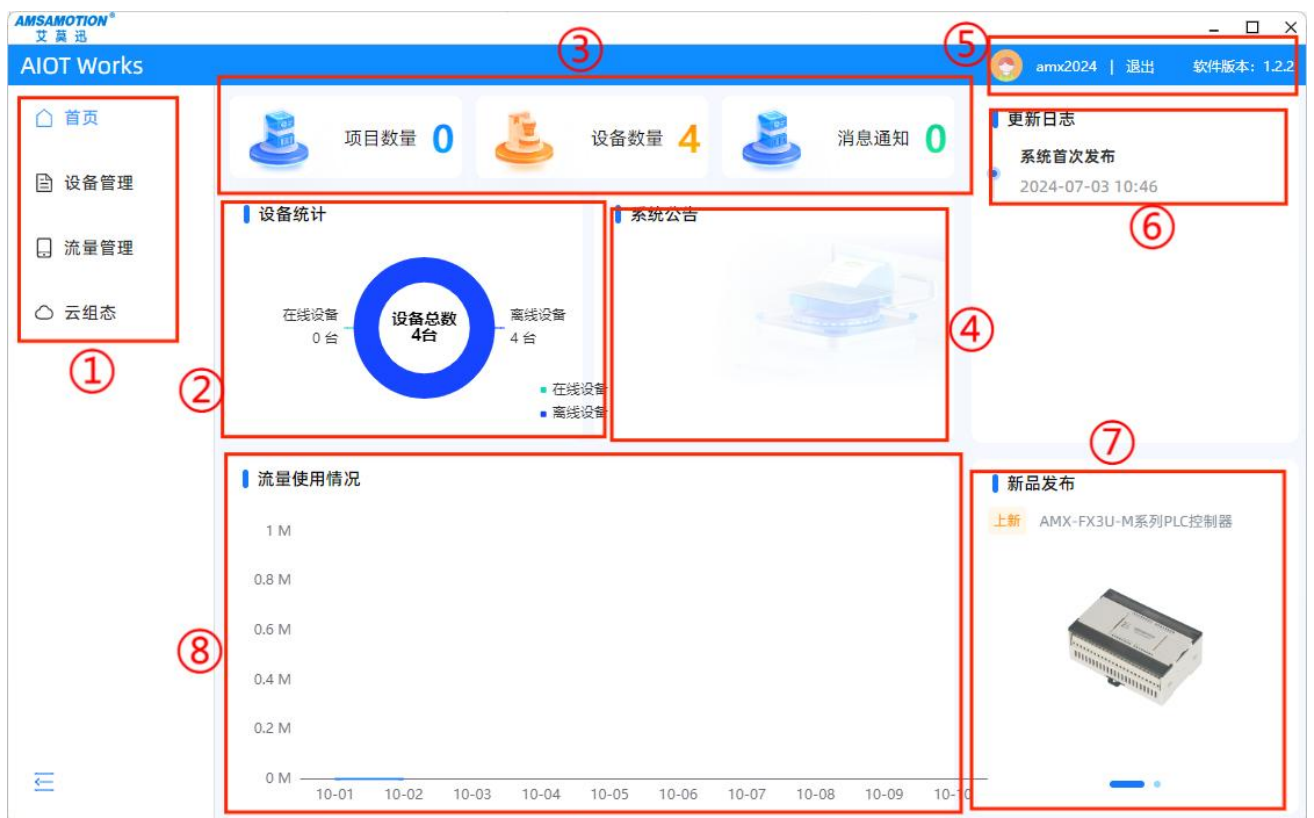 AMSAMOTION®
艾莫迅
AIOT Works
③
⑤
amx2024 | 退出 软件版本：1.2.2
首页
设备管理
流量管理
云组态
①
项目数量 0
设备数量 4
消息通知 0
更新日志
系统首次发布
2024-07-03 10:46
⑥
设备统计
在线设备
0 台
设备总数
4台
离线设备
4 台
在线设备
离线设备
②
系统公告
④
⑦
流量使用情况
1 M
0.8 M
0.6 M
0.4 M
0.2 M
0 M
10-01 10-02 10-03 10-04 10-05 10-06 10-07 10-08 10-09 10-10
⑧
新品发布
上新 AMX-FX3U-M系列PLC控制器